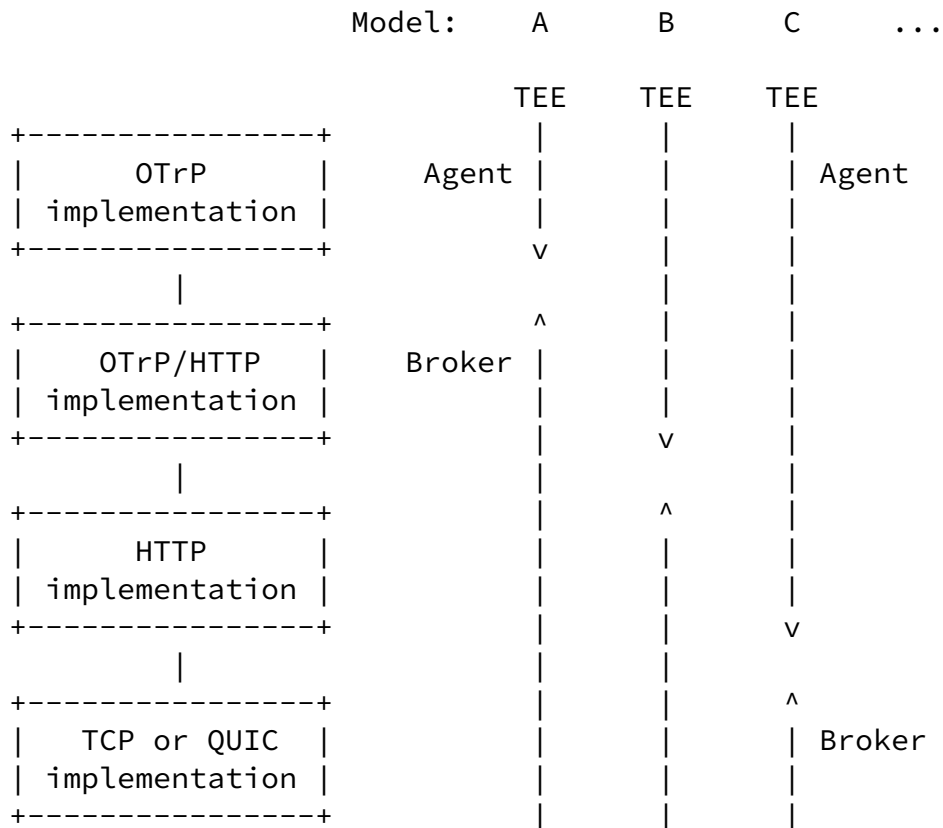 Model:    A      B      C     ...

                             TEE    TEE    TEE
 +----------------+           |      |      |
 |      OTrP      |     Agent |      |      | Agent
 | implementation |           |      |      |
 +----------------+           v      |      |
          |                          |      |
 +----------------+           ^      |      |
 |    OTrP/HTTP   |    Broker |      |      |
 | implementation |           |      |      |
 +----------------+           |      v      |
          |                   |             |
 +----------------+           |      ^      |
 |      HTTP      |           |      |      |
 | implementation |           |      |      |
 +----------------+           |      |      v
          |                   |      |
 +----------------+           |      |      ^
 |   TCP or QUIC  |           |      |      | Broker
 | implementation |           |      |      |
 +----------------+           |      |      |